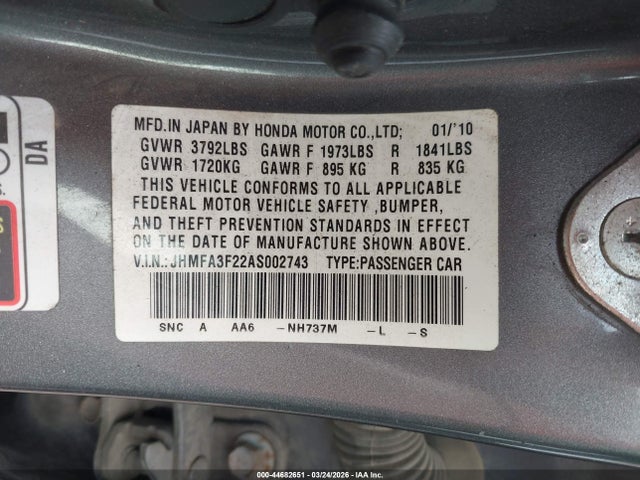 MFD.IN JAPAN BY HONDA MOTOR CO.,LTD; 01/'10
GVWR 3792LBS GAWR F 1973LBS R 1841LBS
GVWR 1720KG GAWR F 895 KG R 835 KG
THIS VEHICLE CONFORMS TO ALL APPLICABLE
FEDERAL MOTOR VEHICLE SAFETY ,BUMPER,
AND THEFT PREVENTION STANDARDS IN EFFECT
ON THE DATE OF MANUFACTURE SHOWN ABOVE.
V.I.N.:JHMFA3F22AS002743 TYPE:PASSENGER CAR
SNC A AA6 -NH737M -L -S
DA
000-44682651 - 03/24/2026 - IAA Inc.